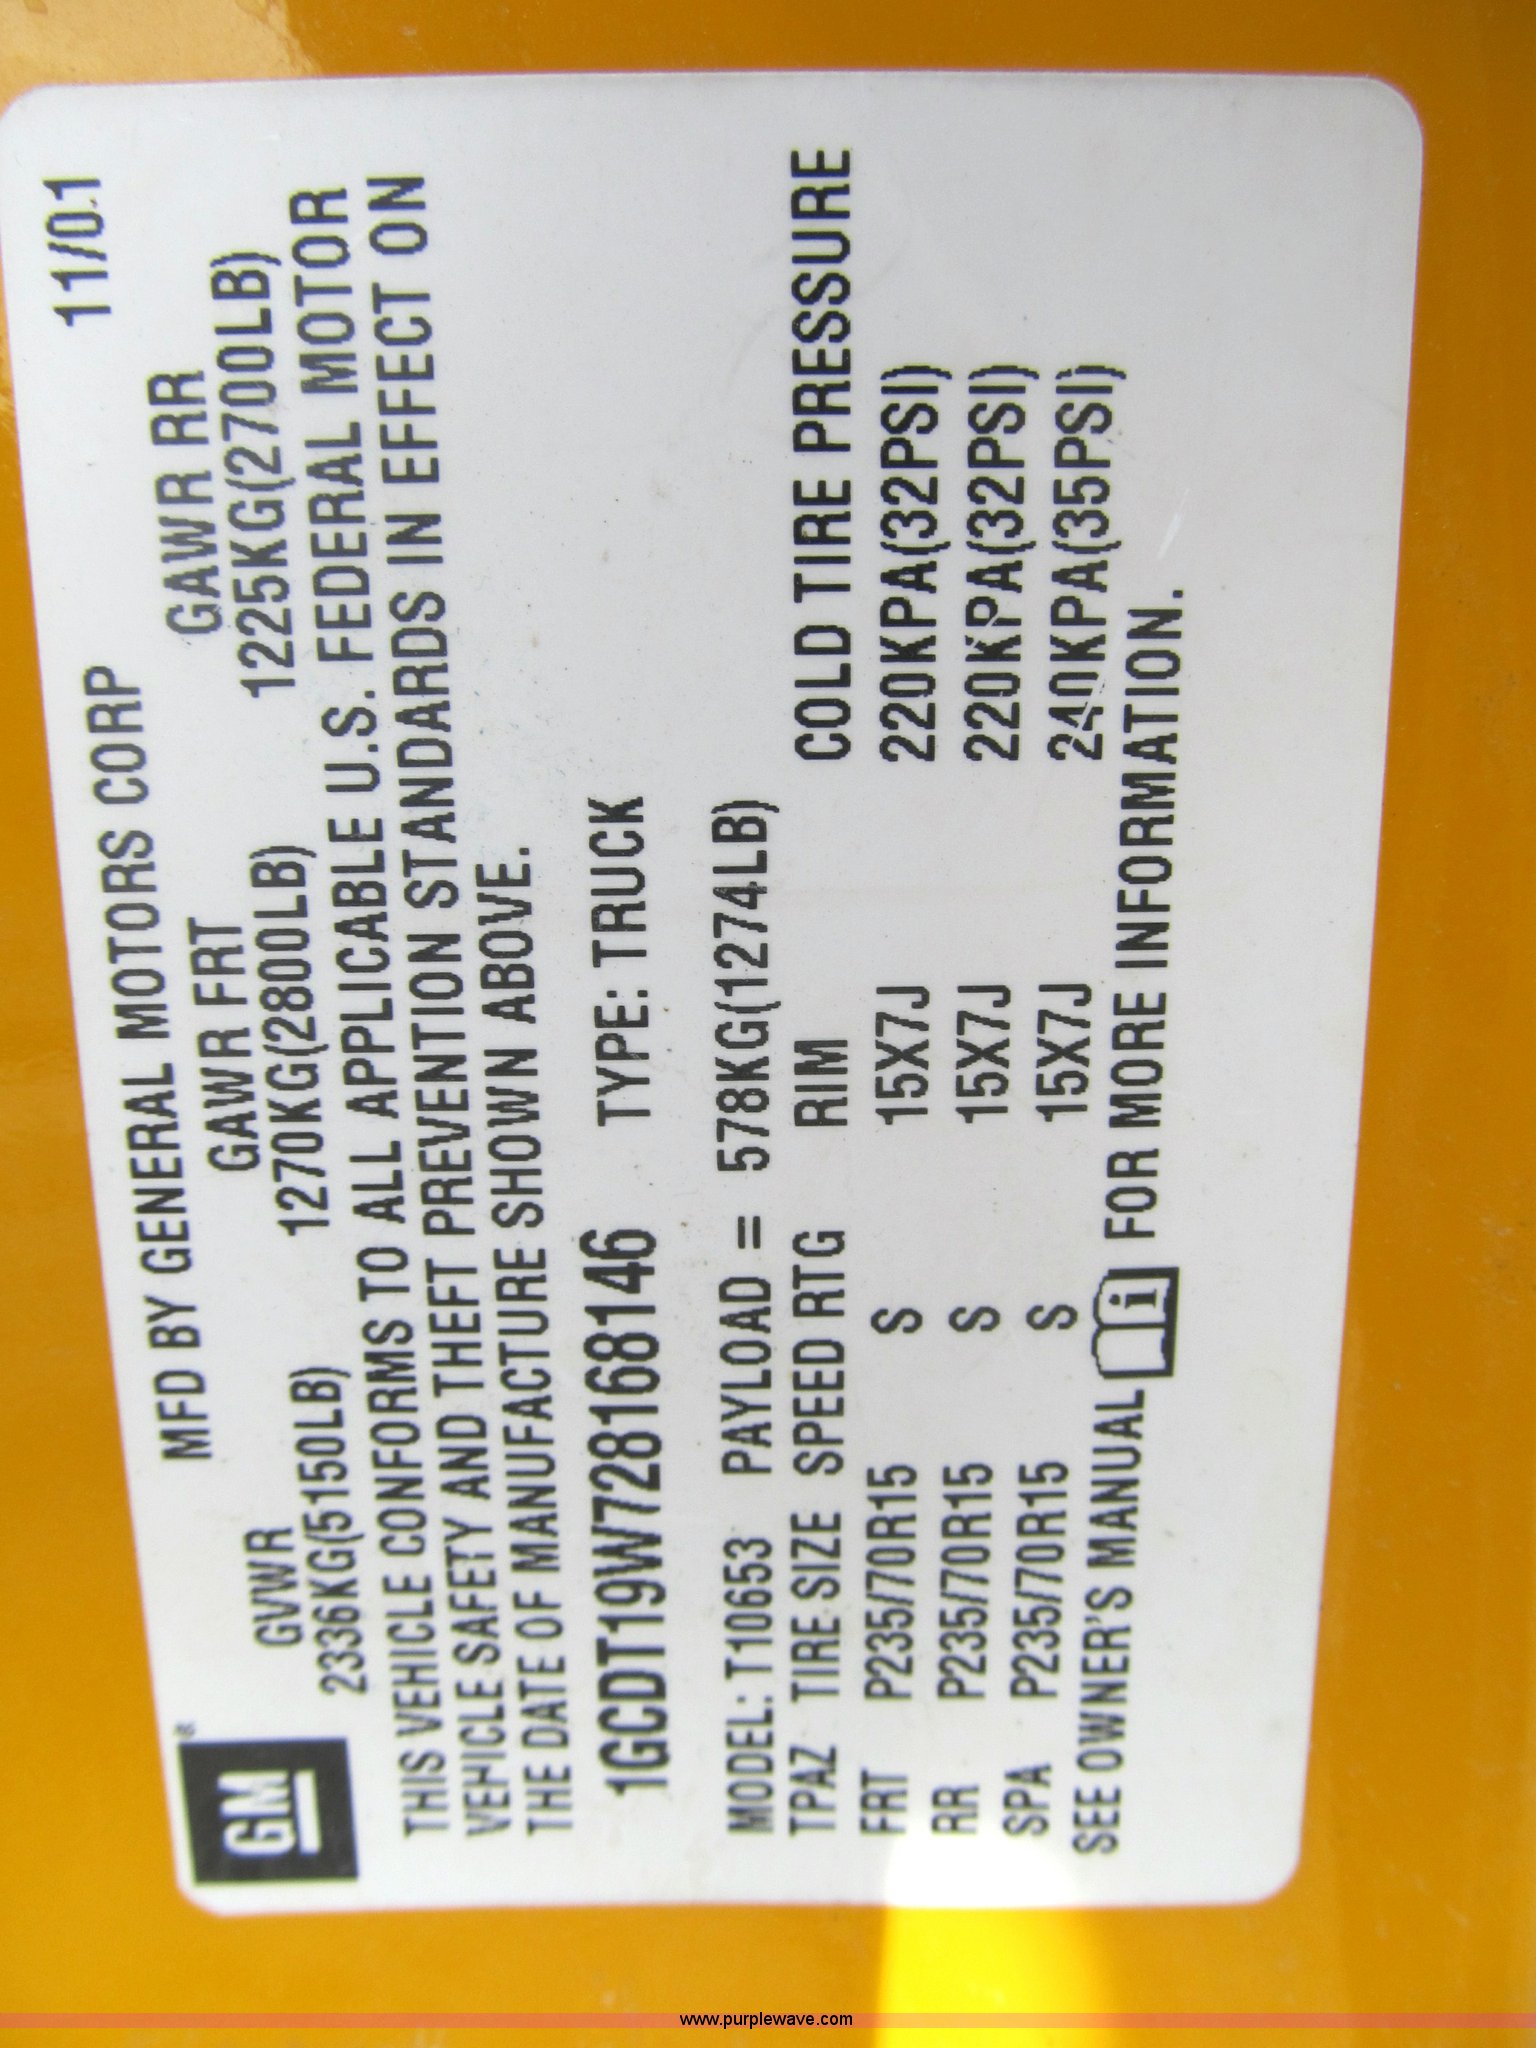 GM®
MFD BY GENERAL MOTORS CORP 11/01
GVWR GAWR FRT GAWR RR
2336KG(5150LB) 1270KG(2800LB) 1225KG(2700LB)
THIS VEHICLE CONFORMS TO ALL APPLICABLE U.S. FEDERAL MOTOR
VEHICLE SAFETY AND THEFT PREVENTION STANDARDS IN EFFECT ON
THE DATE OF MANUFACTURE SHOWN ABOVE.
1GCDT19W728168146 TYPE: TRUCK
MODEL: T10653 PAYLOAD = 578KG(1274LB)
TPAZ TIRE SIZE SPEED RTG RIM COLD TIRE PRESSURE
FRT P235/70R15 S 15X7J 220KPA(32PSI)
RR P235/70R15 S 15X7J 220KPA(32PSI)
SPA P235/70R15 S 15X7J 240KPA(35PSI)
SEE OWNER'S MANUAL i FOR MORE INFORMATION.
www.purplewave.com